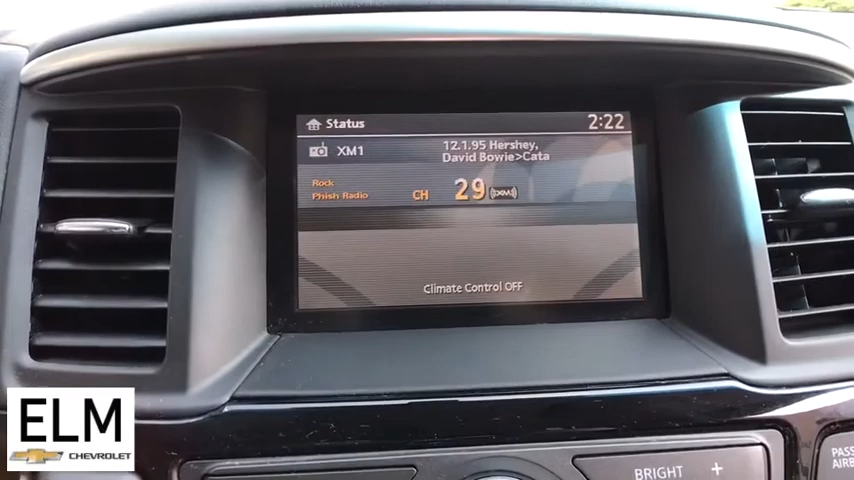 Status
2:22
XM1
12.1.95 Hershey,
David Bowie>Cata
Rock
Phish Radio
CH 29 ((XM))
Climate Control OFF
ELM
CHEVROLET
BRIGHT +
PASS
AIRB